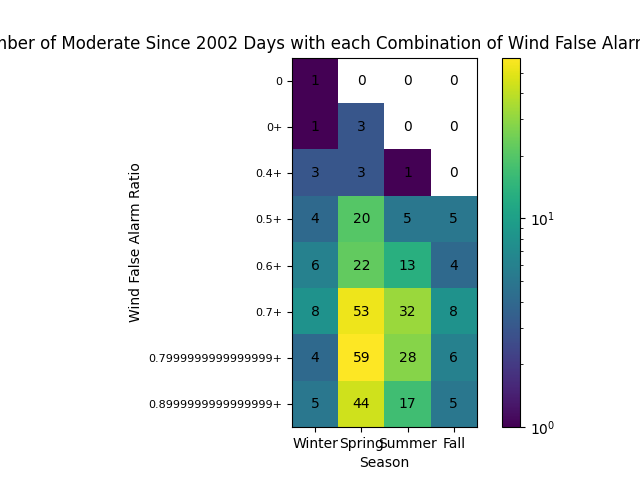 mber of Moderate Since 2002 Days with each Combination of Wind False Alarm
0 1 0 0 0
0+ 1 3 0 0
0.4+ 3 3 1 0
0.5+ 4 20 5 5
0.6+ 6 22 13 4
0.7+ 8 53 32 8
0.7999999999999999+ 4 59 28 6
0.8999999999999999+ 5 44 17 5
Winter Spring Summer Fall
Season
Wind False Alarm Ratio
10¹
10⁰